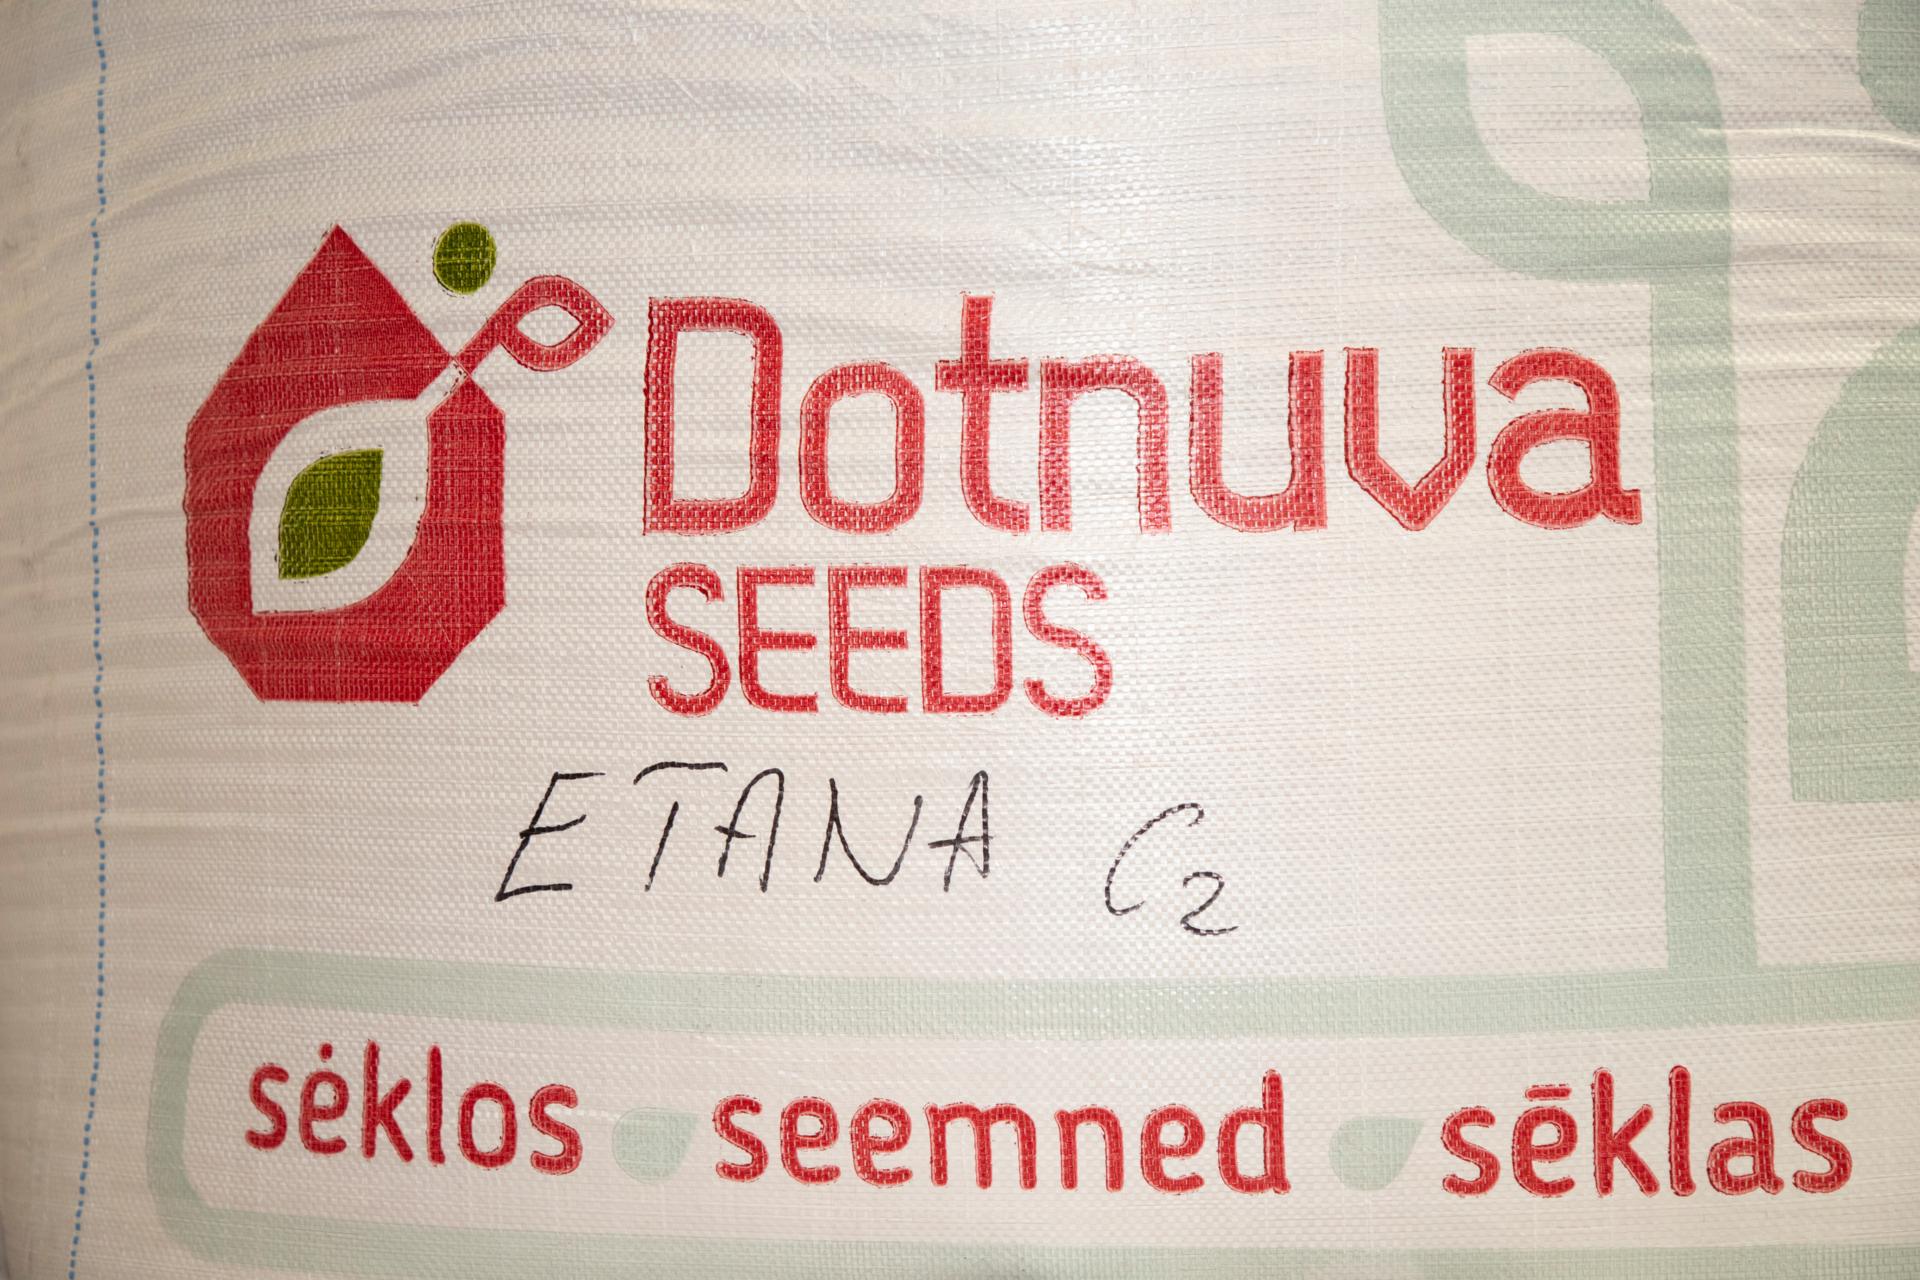 Dotnuva
SEEDS
ETANA C2
sėklos seemned sēklas